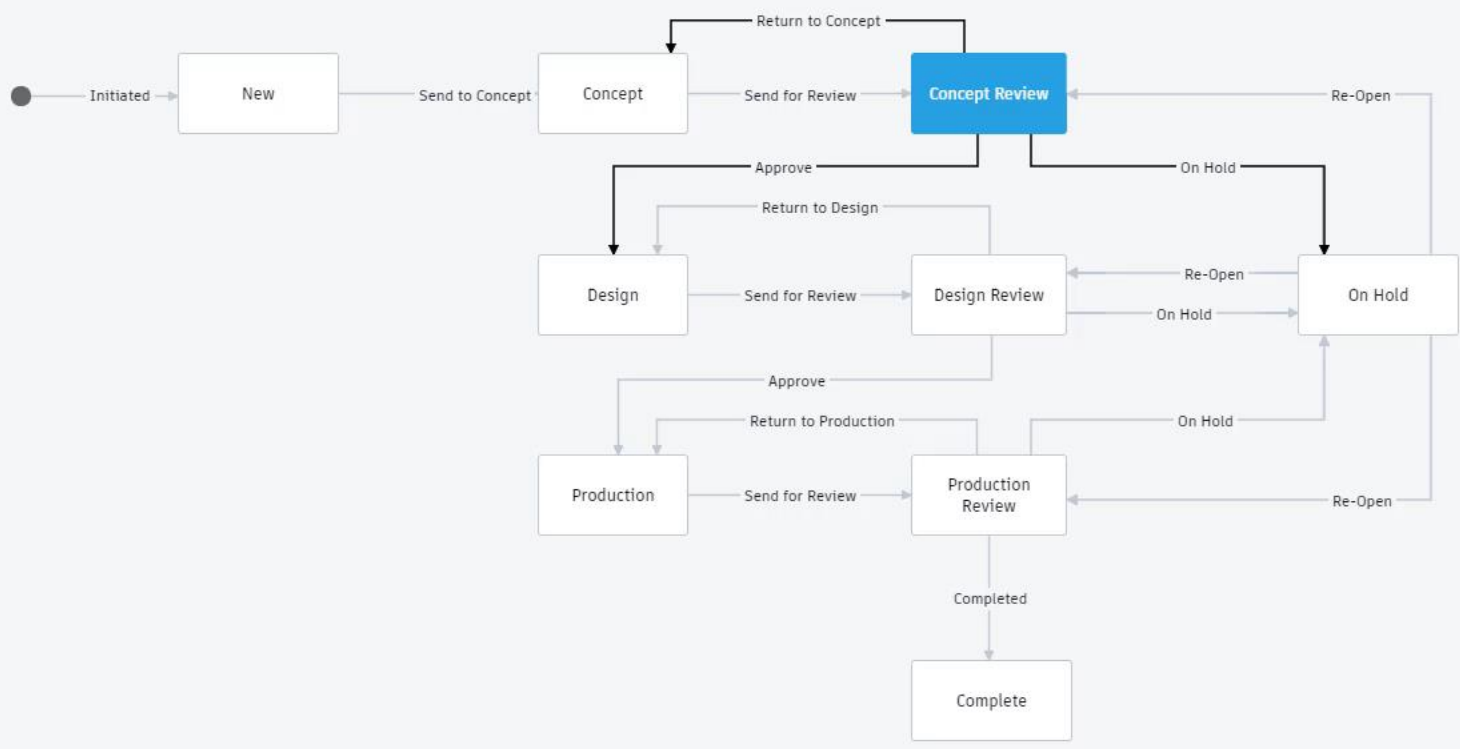 Return to Concept
Initiated
New
Send to Concept
Concept
Send for Review
Concept Review
Re-Open
Approve
On Hold
Return to Design
Design
Send for Review
Design Review
Re-Open
On Hold
On Hold
Approve
Return to Production
On Hold
Production
Send for Review
Production
Review
Re-Open
Completed
Complete